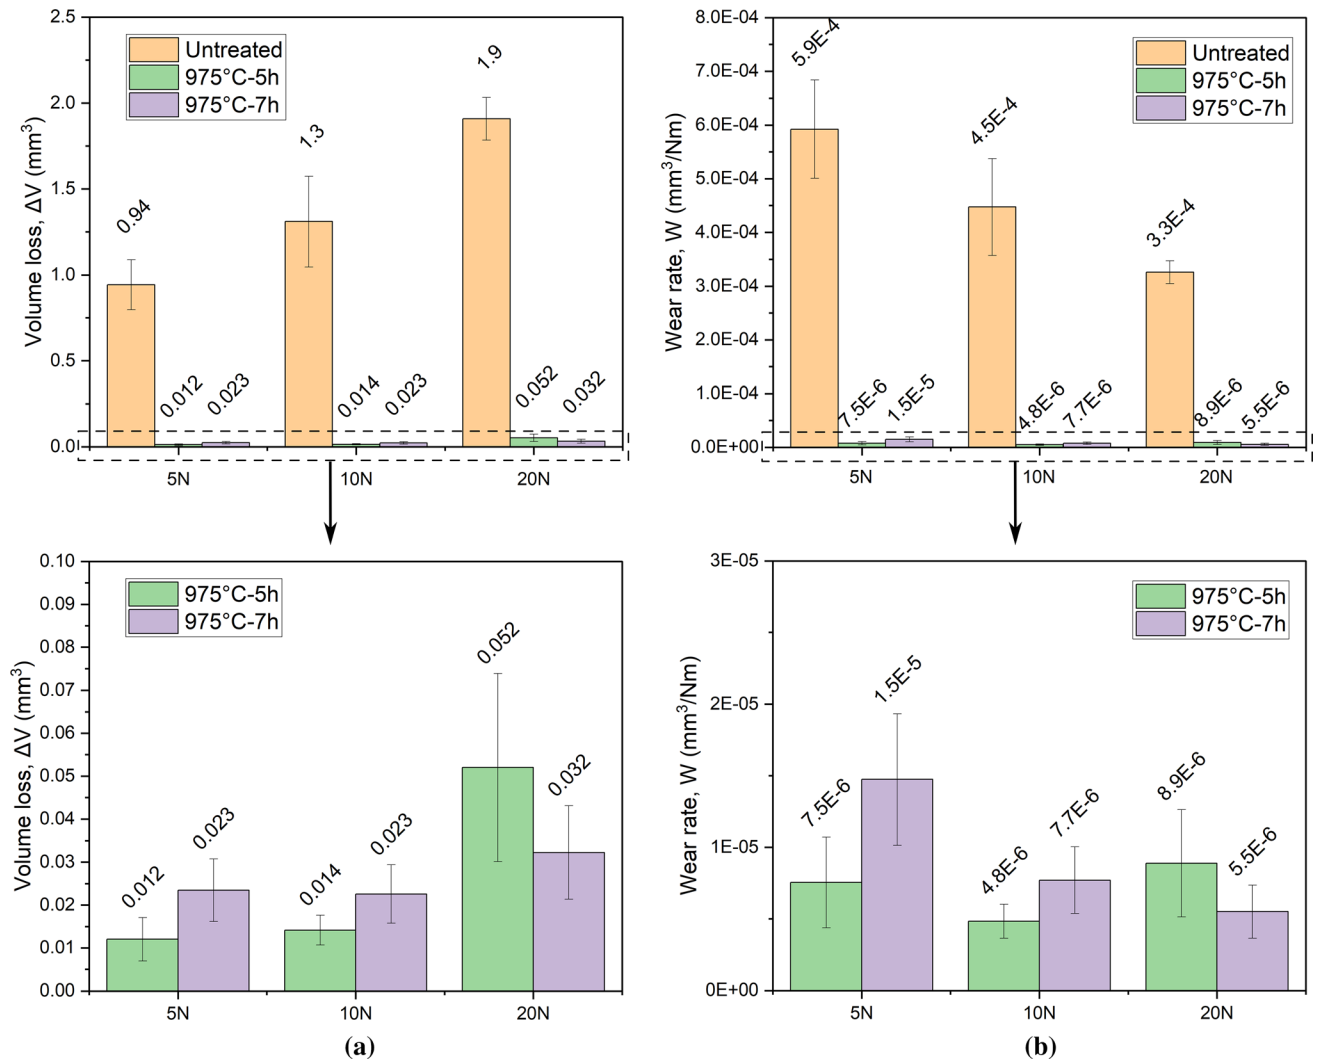 2.5
2.0
1.5
1.0
0.5
0.0
Volume loss, ΔV (mm³)
Untreated
975°C-5h
975°C-7h
0.94
0.012
0.023
1.3
0.014
0.023
1.9
0.052
0.032
5N
10N
20N
8.0E-04
7.0E-04
6.0E-04
5.0E-04
4.0E-04
3.0E-04
2.0E-04
1.0E-04
0.E+00
Wear rate, W (mm³/Nm)
Untreated
975°C-5h
975°C-7h
5.9E-4
7.5E-6
1.5E-5
4.5E-4
4.8E-6
7.7E-6
3.3E-4
8.9E-6
5.5E-6
5N
10N
20N
0.10
0.09
0.08
0.07
0.06
0.05
0.04
0.03
0.02
0.01
0.00
Volume loss, ΔV (mm³)
975°C-5h
975°C-7h
0.012
0.023
0.014
0.023
0.052
0.032
5N
10N
20N
(a)
3E-05
2E-05
1E-05
0E+00
Wear rate, W (mm³/Nm)
975°C-5h
975°C-7h
7.5E-6
1.5E-5
4.8E-6
7.7E-6
8.9E-6
5.5E-6
5N
10N
20N
(b)